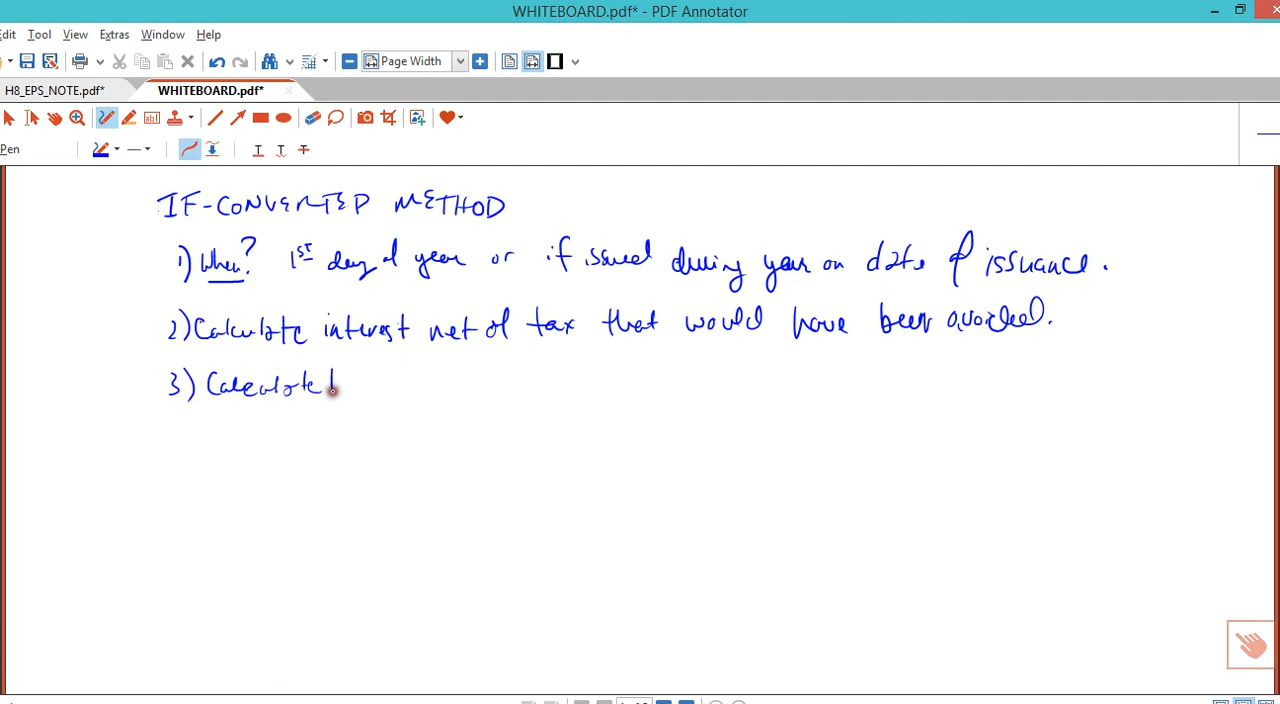 WHITEBOARD.pdf* - PDF Annotator
dit Tool View Extras Window Help
Page Width
H8_EPS_NOTE.pdf* WHITEBOARD.pdf*
Pen
IF-CONVERTED METHOD
1) When? 1ST day of year or if issued during year on date of issuance.
2) Calculate interest net of tax that would have been avoided.
3) Calculate